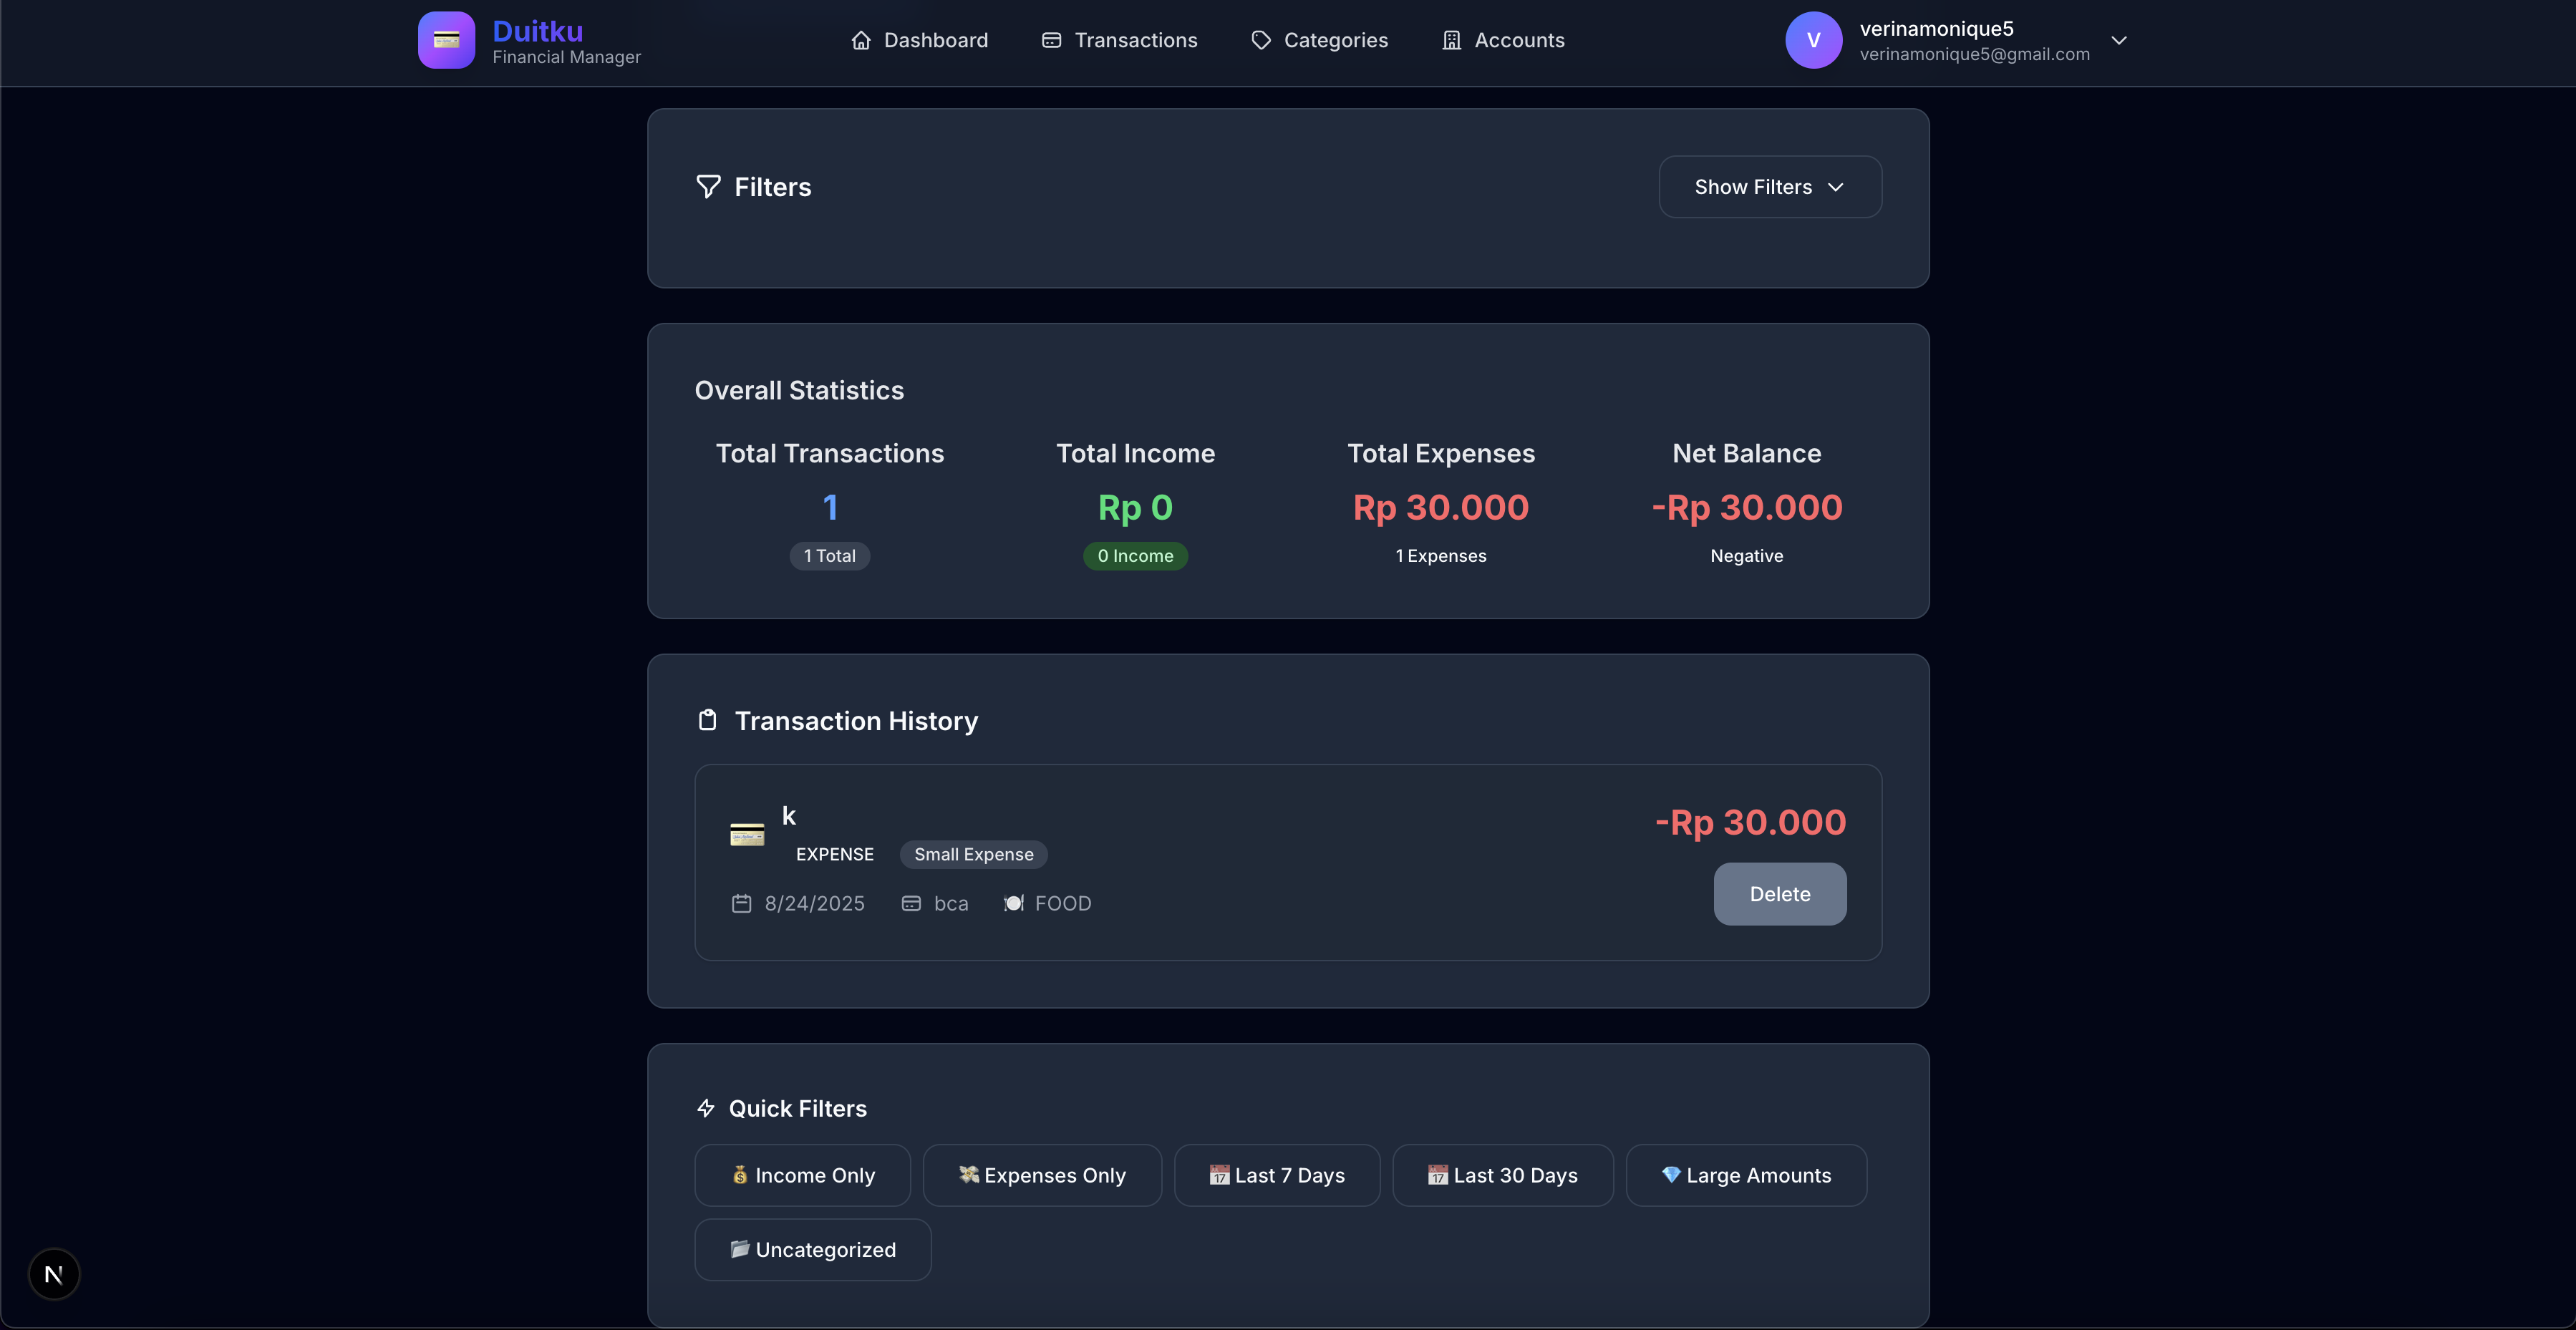 Duitku
Financial Manager
Dashboard
Transactions
Categories
Accounts
V
verinamonique5
verinamonique5@gmail.com
Filters
Show Filters
Overall Statistics
Total Transactions
1
1 Total
Total Income
Rp 0
0 Income
Total Expenses
Rp 30.000
1 Expenses
Net Balance
-Rp 30.000
Negative
Transaction History
k
EXPENSE
Small Expense
8/24/2025
bca
FOOD
-Rp 30.000
Delete
Quick Filters
Income Only
Expenses Only
Last 7 Days
Last 30 Days
Large Amounts
Uncategorized
N